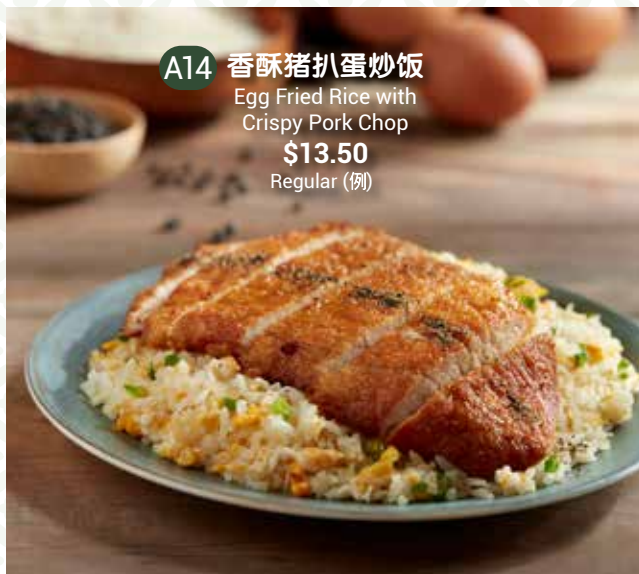 A14 香酥猪扒蛋炒饭
Egg Fried Rice with
Crispy Pork Chop
$13.50
Regular (例)